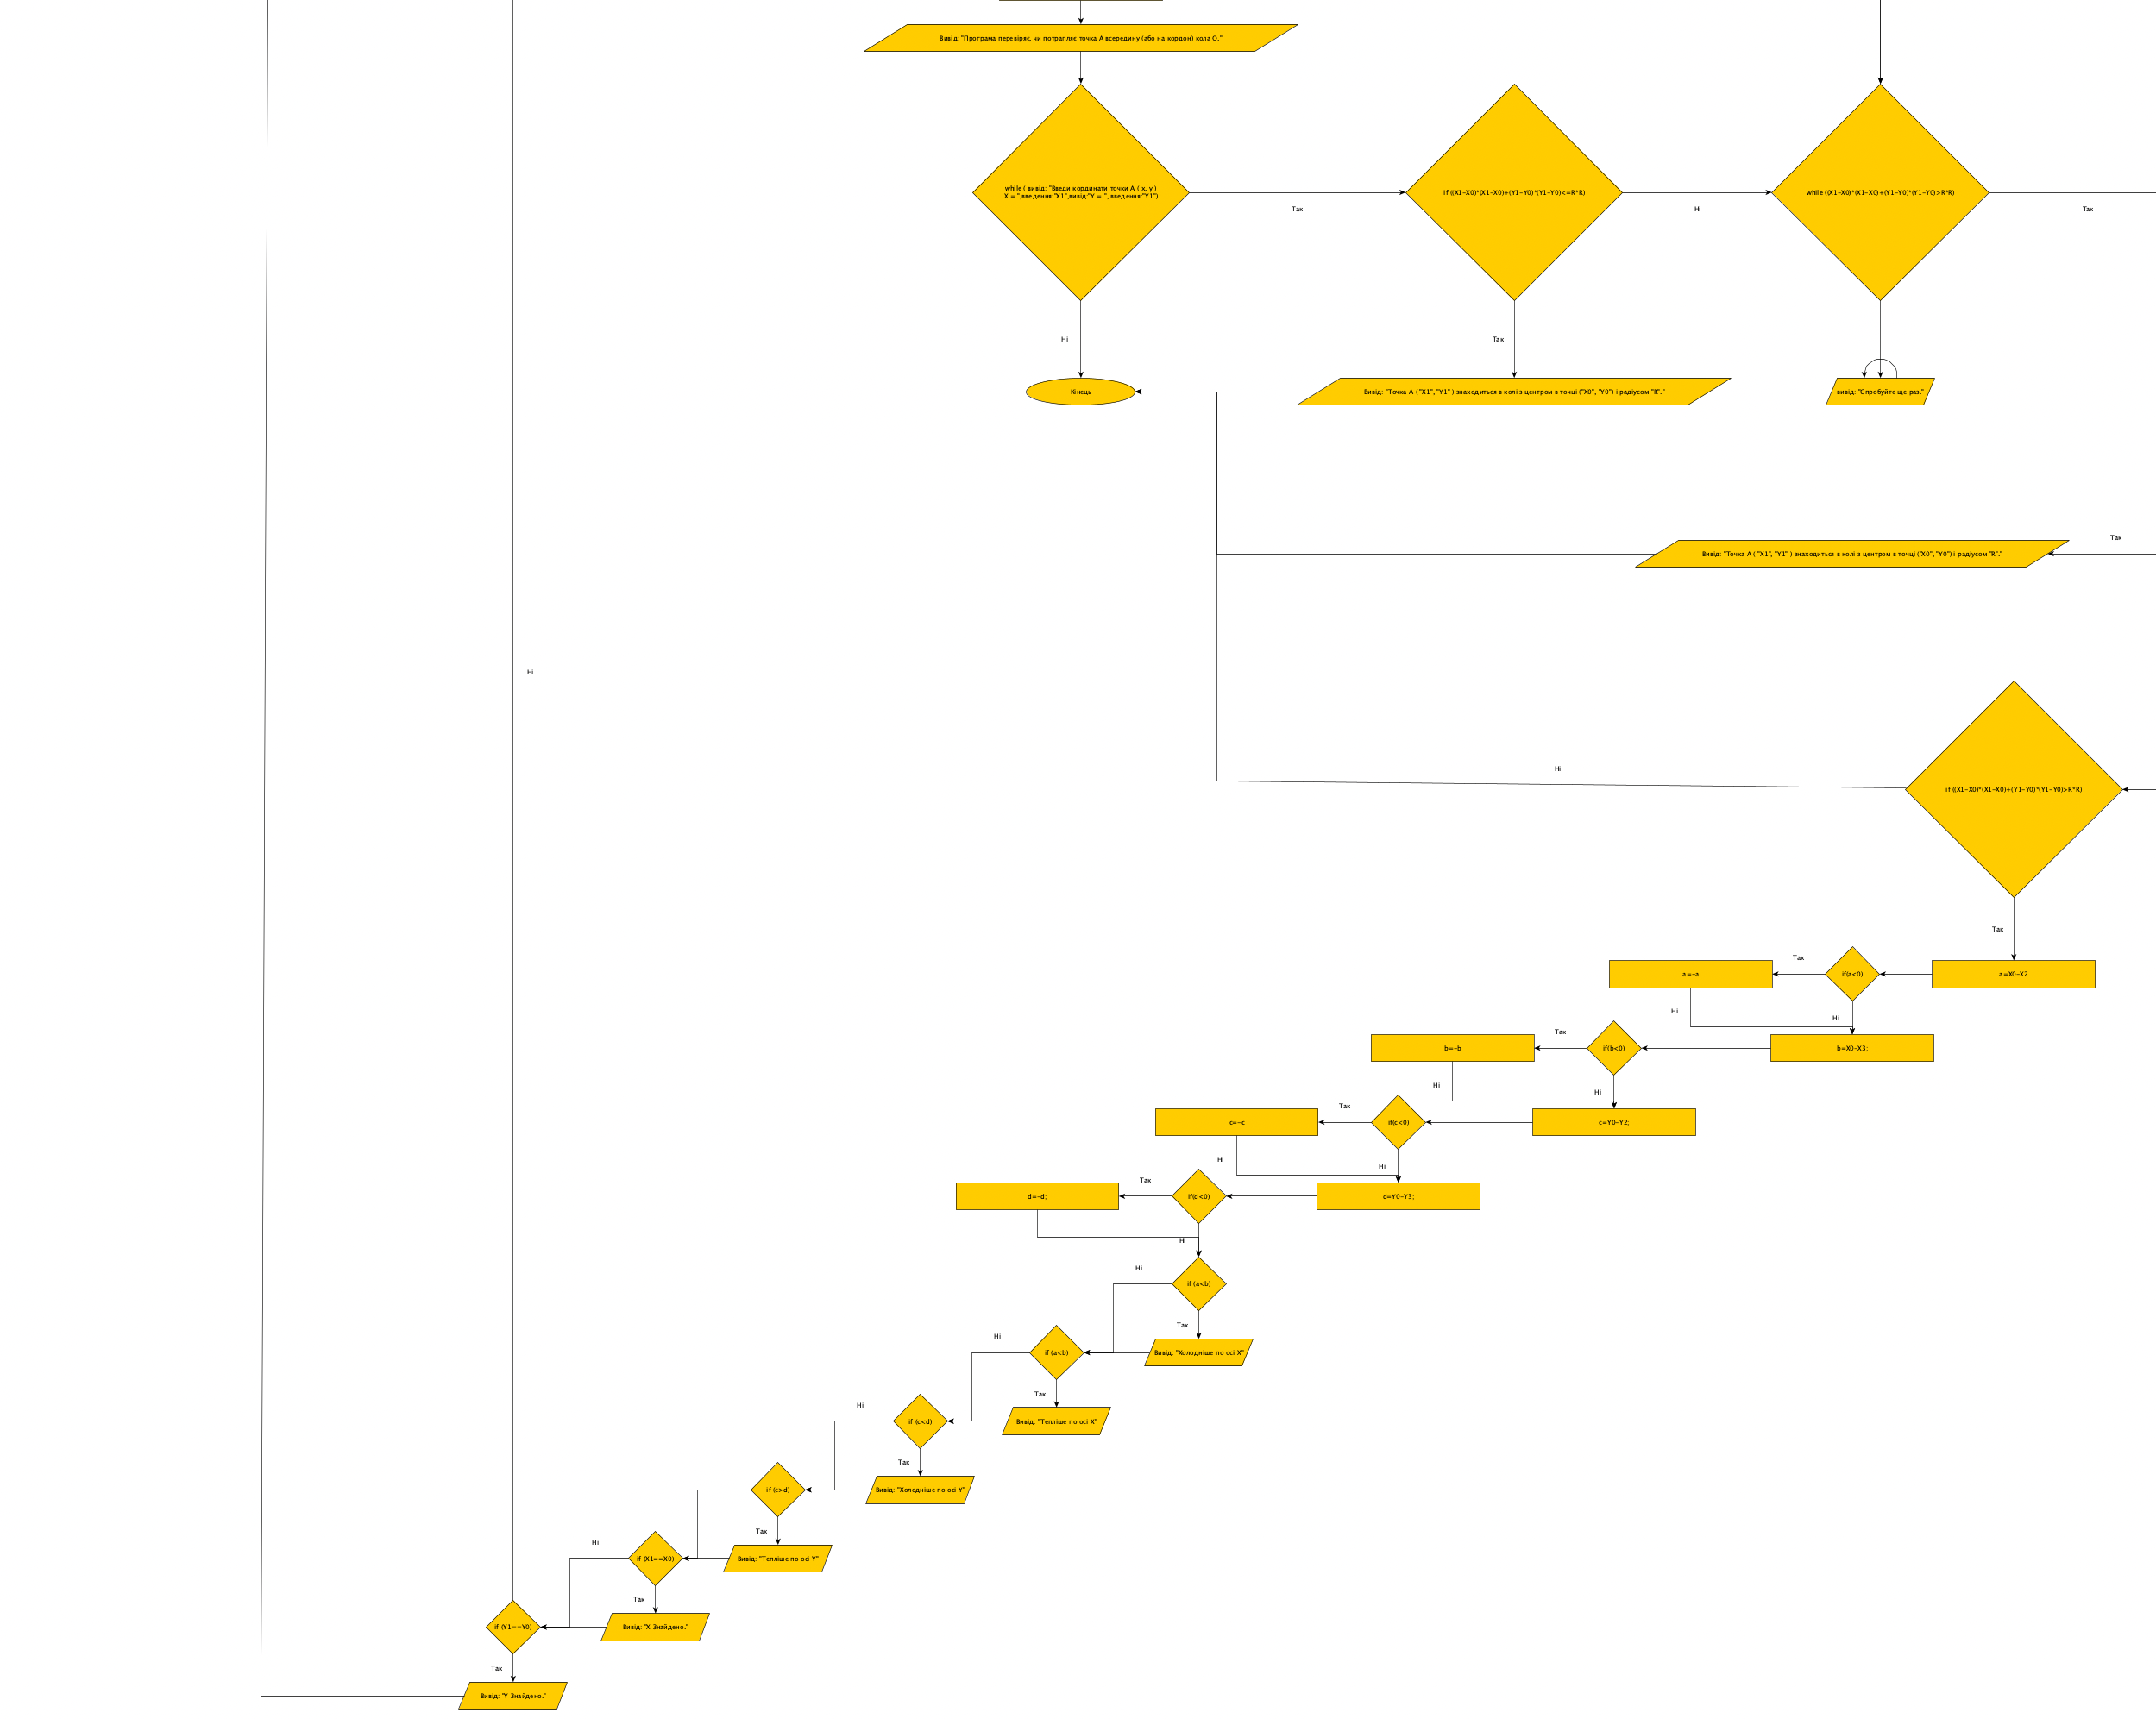 Вивід: "Програма перевіряє, чи потрапляє точка А всередину (або на кордон) кола О."
while ( вивід: "Введи кординати точки А ( x, y )
X = ",введення:"X1",вивід:"Y = ", введення:"Y1")
Так
if ((X1-X0)*(X1-X0)+(Y1-Y0)*(Y1-Y0)<=R*R)
Ні
while ((X1-X0)*(X1-X0)+(Y1-Y0)*(Y1-Y0)>R*R)
Так
Ні
Так
Кінець
Вивід: "Точка А ( "X1", "Y1" ) знаходиться в колі з центром в точці ("X0", "Y0") і радіусом "R"."
вивід: "Спробуйте ще раз."
Так
Вивід: "Точка А ( "X1", "Y1" ) знаходиться в колі з центром в точці ("X0", "Y0") і радіусом "R"."
Ні
Ні
if ((X1-X0)*(X1-X0)+(Y1-Y0)*(Y1-Y0)>R*R)
Так
Так
a=-a
if(a<0)
a=X0-X2
Ні
Ні
Так
b=-b
if(b<0)
b=X0-X3;
Ні
Ні
Так
c=-c
if(c<0)
c=Y0-Y2;
Ні
Ні
Так
d=-d;
if(d<0)
d=Y0-Y3;
Ні
Ні
if (a<b)
Так
Ні
if (a<b)
Вивід: "Холодніше по осі X"
Так
Ні
if (c<d)
Вивід: "Тепліше по осі X"
Так
if (c>d)
Вивід: "Холодніше по осі Y"
Так
Ні
if (X1==X0)
Вивід: "Тепліше по осі Y"
Так
if (Y1==Y0)
Вивід: "X Знайдено."
Так
Вивід: "Y Знайдено."